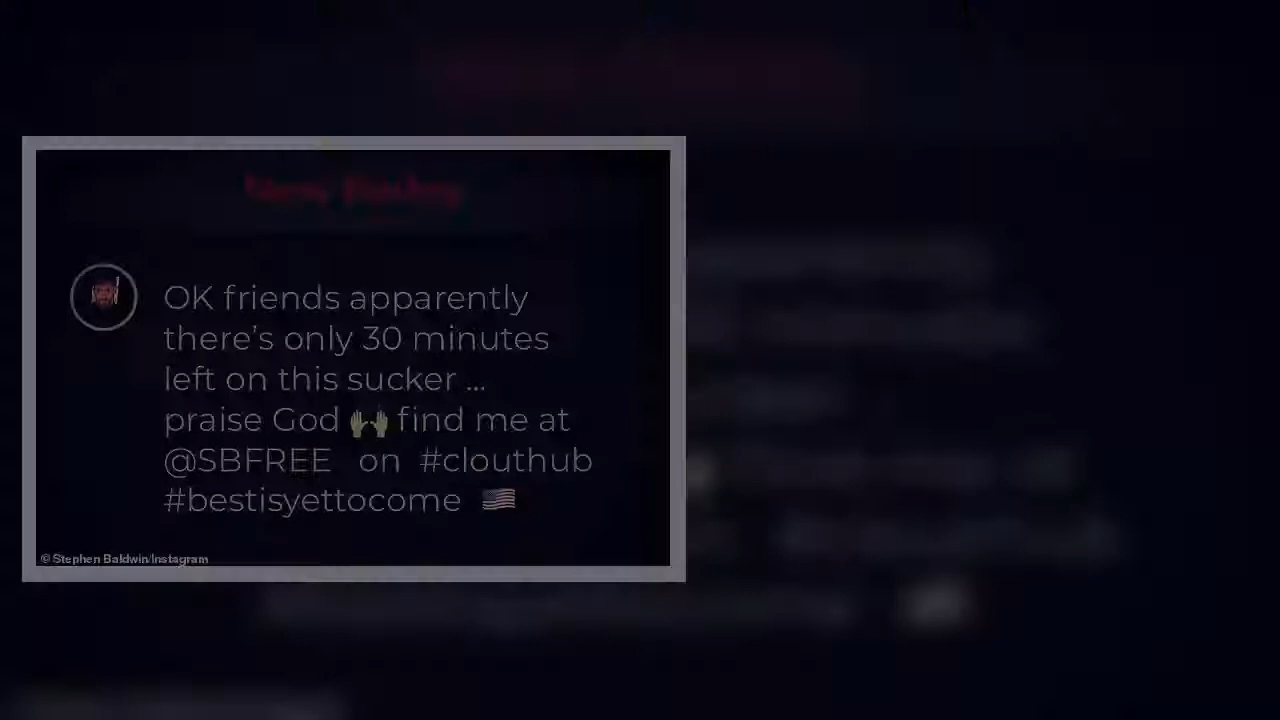 OK friends apparently
there's only 30 minutes
left on this sucker ...
praise God 🙌 find me at
@SBFREE on #clouthub
#bestisyettocome 🇺🇸
© Stephen Baldwin/Instagram